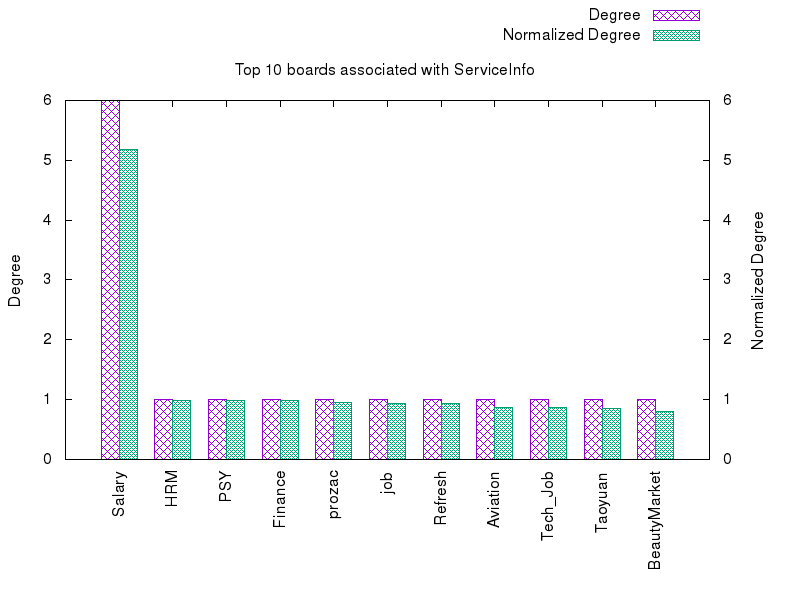 Degree
Normalized Degree
Top 10 boards associated with ServiceInfo
6
5
4
3
2
1
0
Degree
6
5
4
3
2
1
0
Normalized Degree
Salary
HRM
PSY
Finance
prozac
job
Refresh
Aviation
Tech_Job
Taoyuan
BeautyMarket